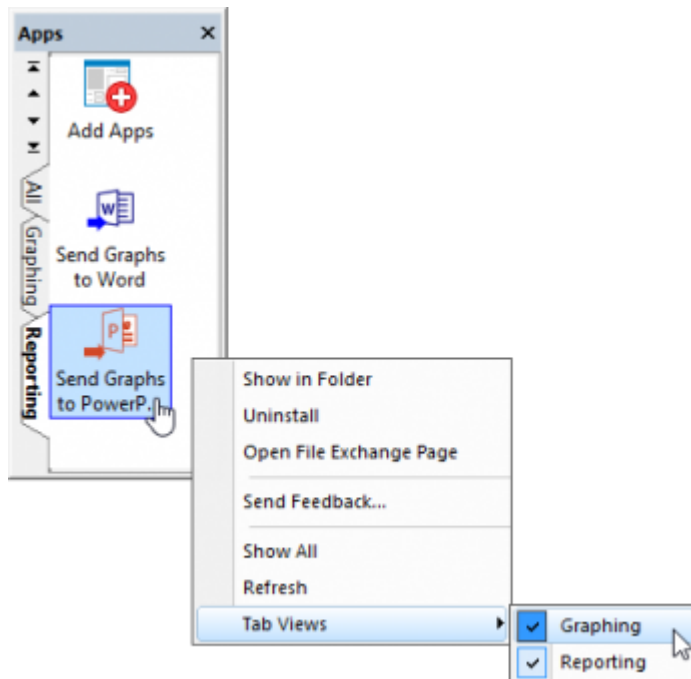 Apps
Add Apps
All
Graphing
Reporting
Send Graphs
to Word
Send Graphs
to PowerP...
Show in Folder
Uninstall
Open File Exchange Page
Send Feedback...
Show All
Refresh
Tab Views
Graphing
Reporting